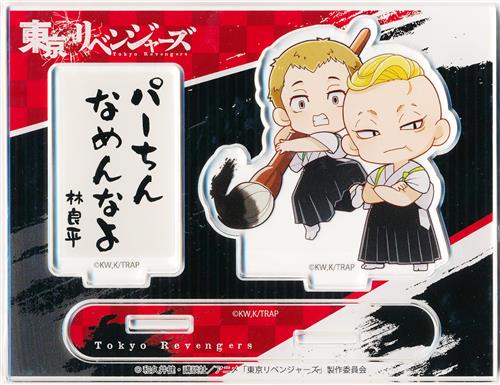 東京リベンジャーズ
Tokyo Revengers
パーちん
なめんなよ
林良平
©KW,K/TRAP
©KW,K/TRAP
©KW,K/TRAP
Tokyo Revengers
© 和久井健・講談社／アニメ「東京リベンジャーズ」製作委員会